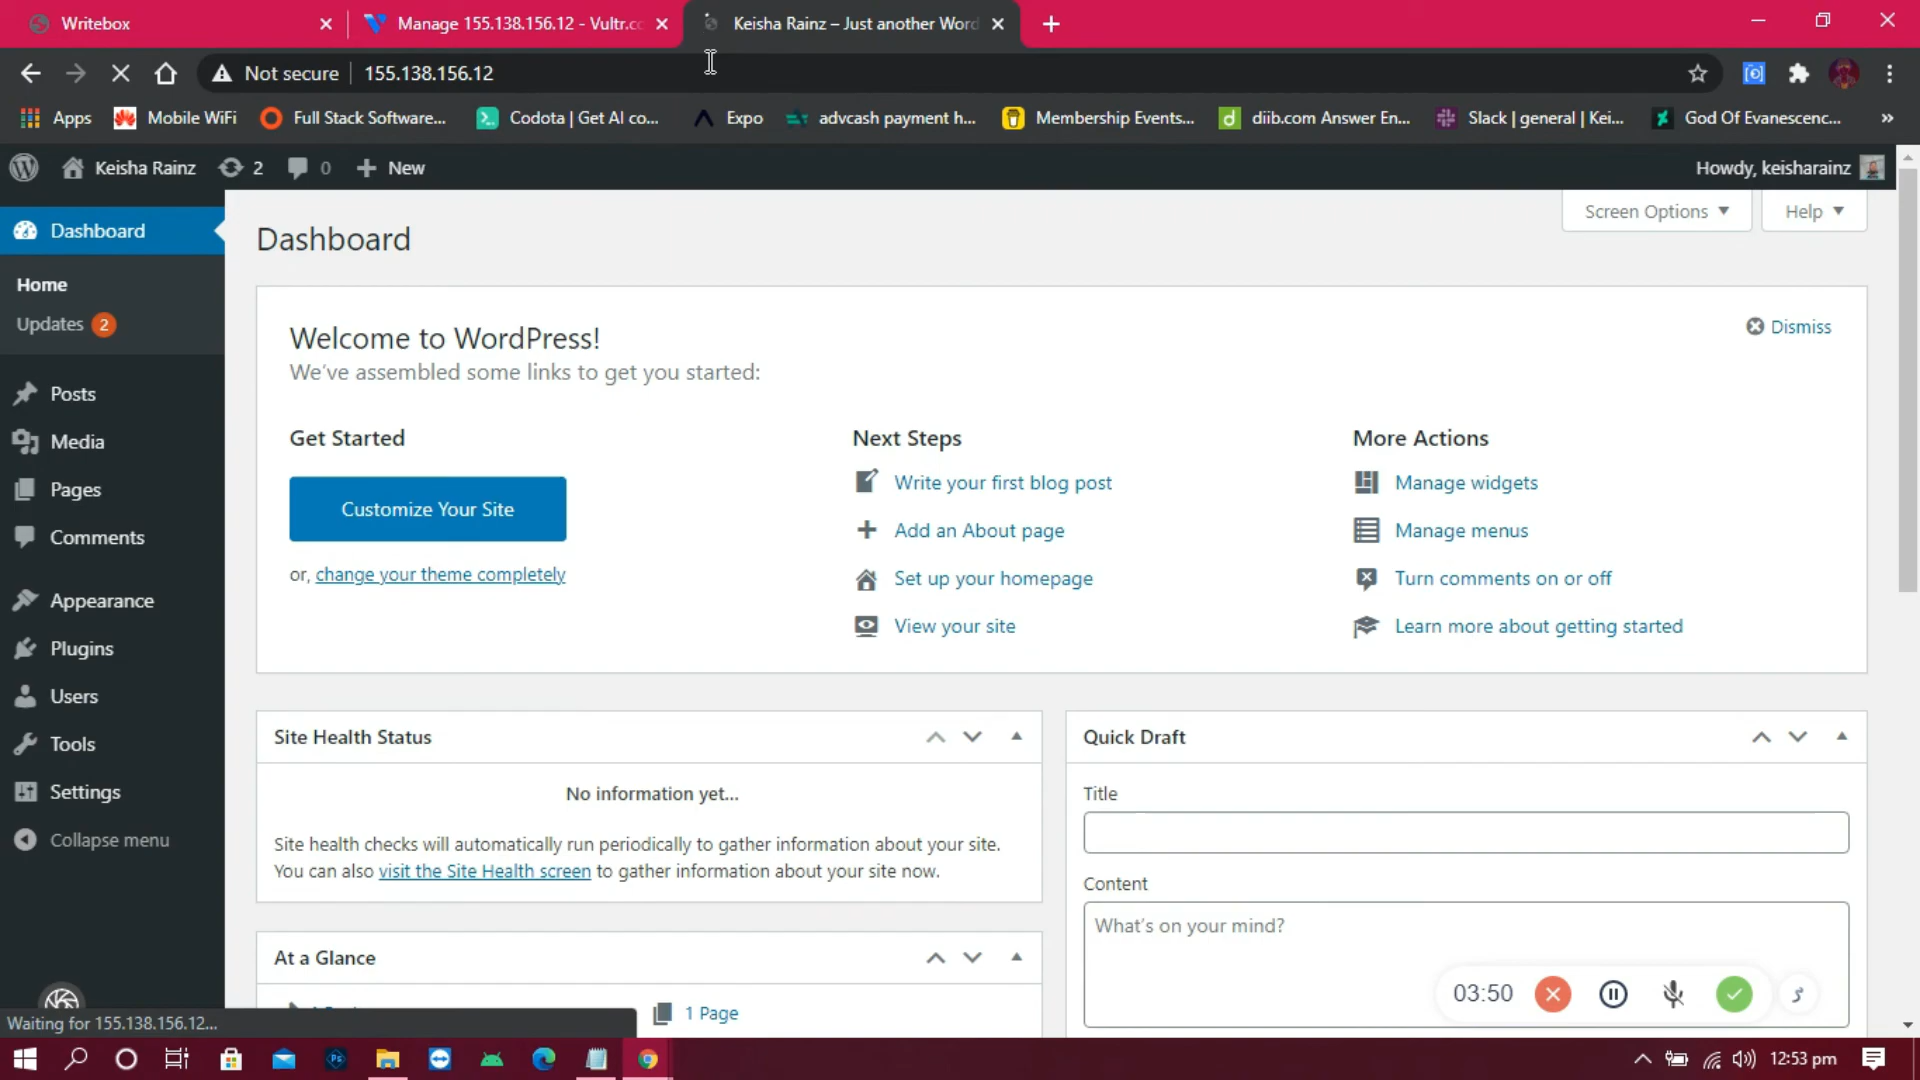 Writebox
Manage 155.138.156.12 - Vultr.cc
Keisha Rainz – Just another Word
Not secure
155.138.156.12
Apps
Mobile WiFi
Full Stack Software...
Codota | Get AI co...
Expo
advcash payment h...
Membership Events...
diib.com Answer En...
Slack | general | Kei...
God Of Evanescenc...
»
Keisha Rainz
2
0
New
Howdy, keisharainz
Dashboard
Home
Updates 2
Posts
Media
Pages
Comments
Appearance
Plugins
Users
Tools
Settings
Collapse menu
Screen Options
Help
Dashboard
Welcome to WordPress!
We've assembled some links to get you started:
Dismiss
Get Started
Customize Your Site
or, change your theme completely
Next Steps
Write your first blog post
Add an About page
Set up your homepage
View your site
More Actions
Manage widgets
Manage menus
Turn comments on or off
Learn more about getting started
Site Health Status
No information yet...
Site health checks will automatically run periodically to gather information about your site.
You can also visit the Site Health screen to gather information about your site now.
At a Glance
1 Page
Quick Draft
Title
Content
What's on your mind?
03:50
Waiting for 155.138.156.12...
Ps
12:53 pm